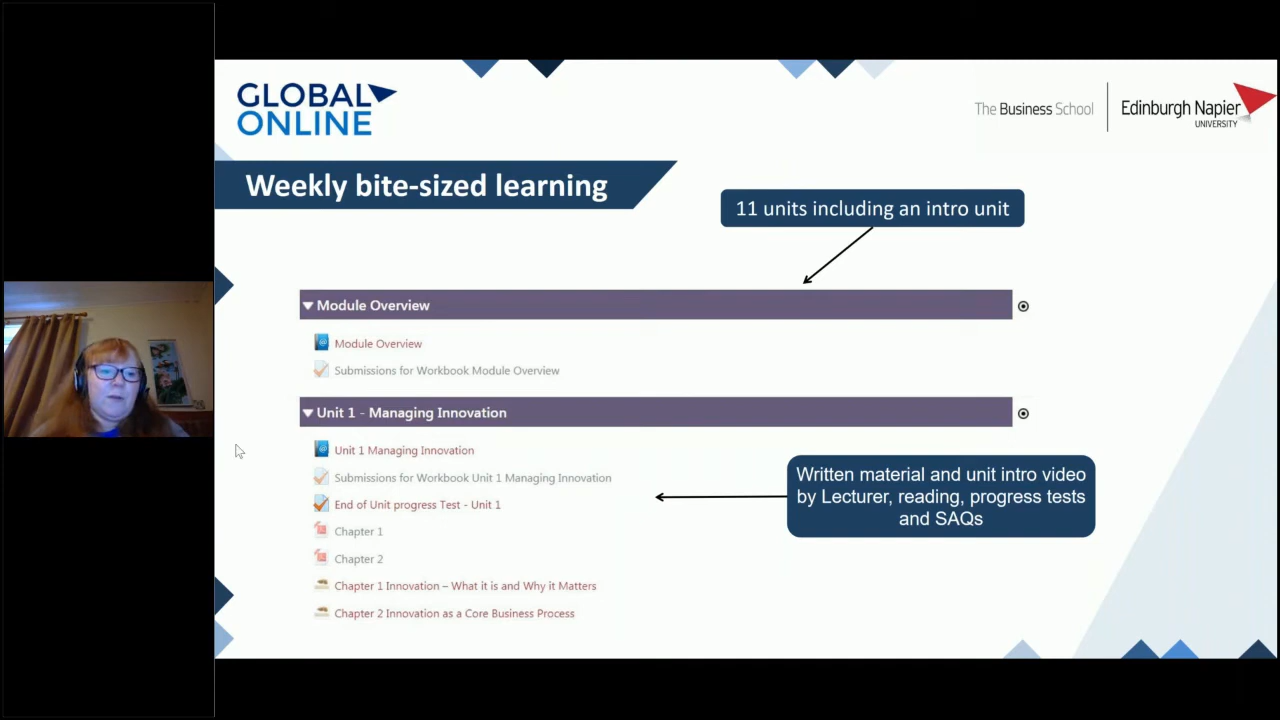 GLOBAL
ONLINE
The Business School
Edinburgh Napier
UNIVERSITY
Weekly bite-sized learning
11 units including an intro unit
Module Overview
Module Overview
Submissions for Workbook Module Overview
Unit 1 - Managing Innovation
Unit 1 Managing Innovation
Submissions for Workbook Unit 1 Managing Innovation
End of Unit progress Test - Unit 1
Chapter 1
Chapter 2
Chapter 1 Innovation – What it is and Why it Matters
Chapter 2 Innovation as a Core Business Process
Written material and unit intro video
by Lecturer, reading, progress tests
and SAQs